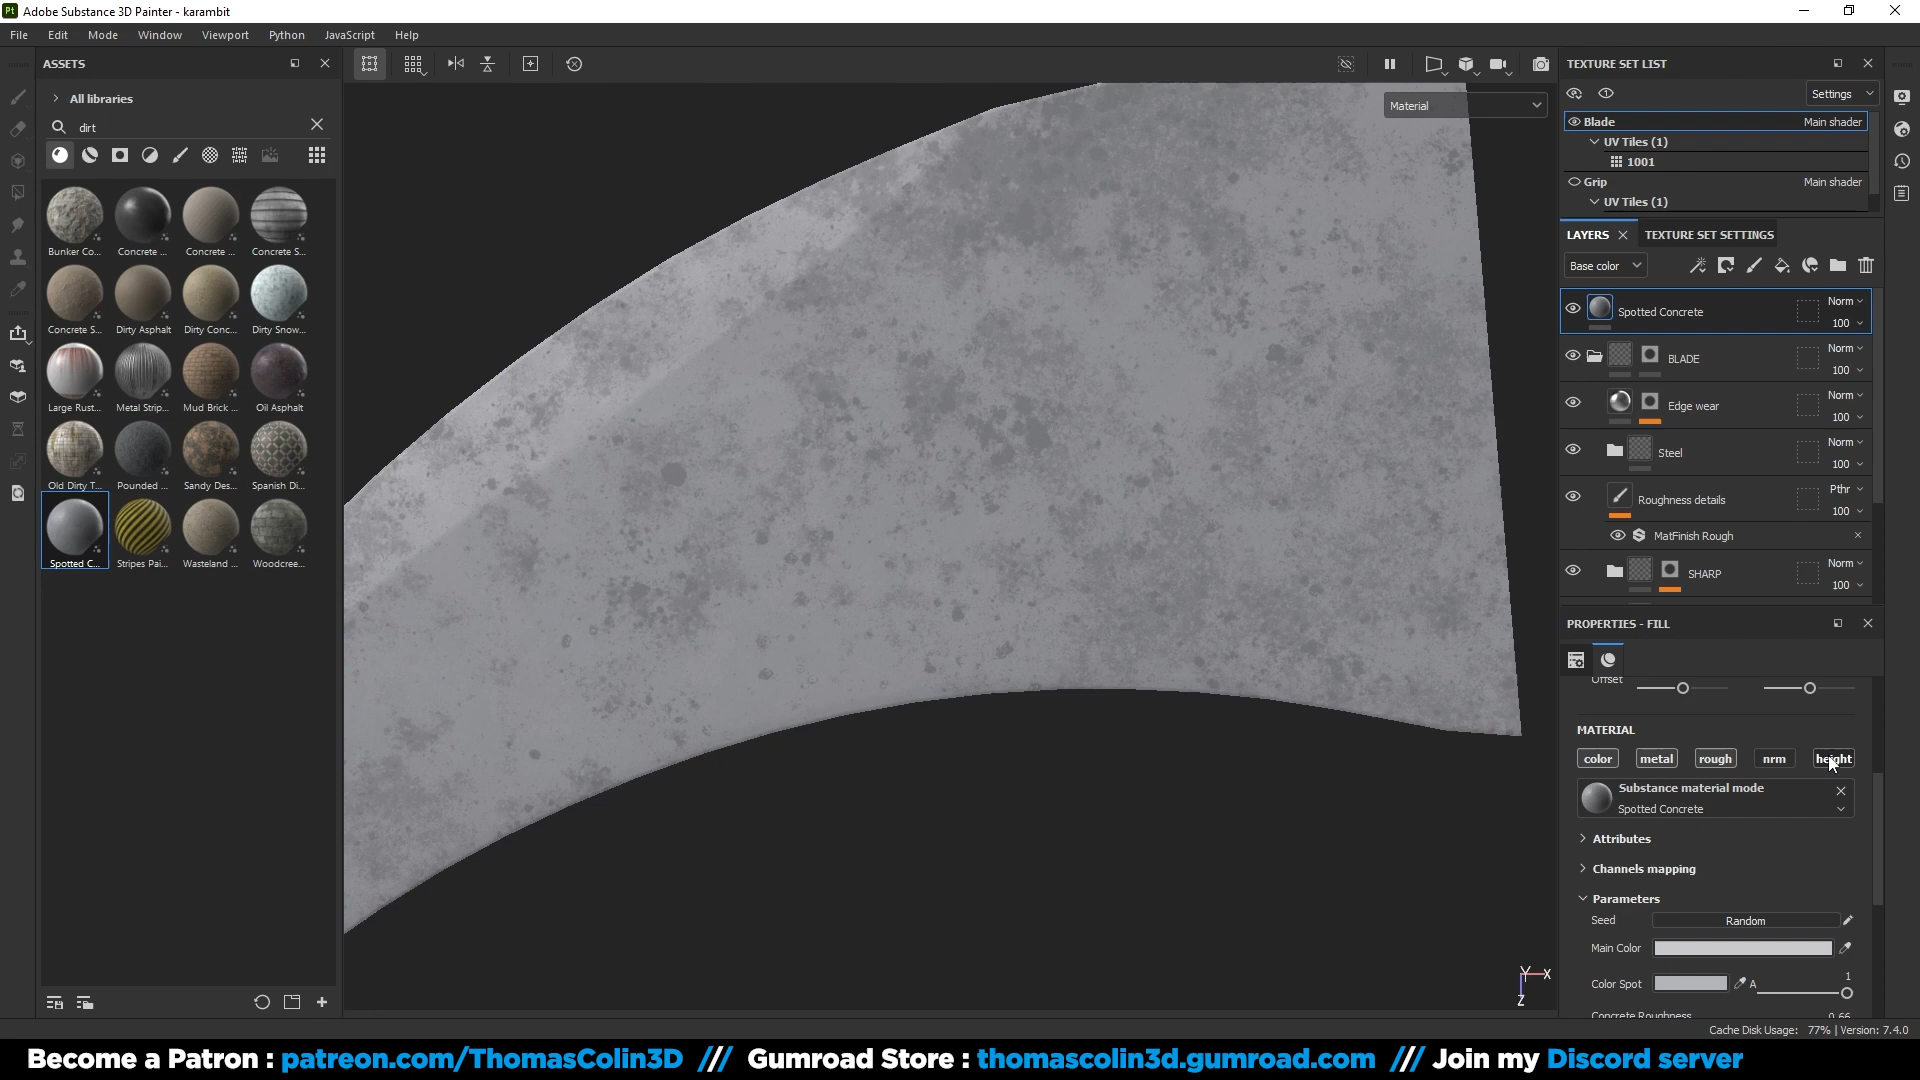 Pt Adobe Substance 3D Painter - karambit
File Edit Mode Window Viewport Python JavaScript Help
ASSETS
All libraries
dirt
Bunker Co... Concrete ... Concrete ... Concrete S...
Concrete S... Dirty Asphalt Dirty Conc... Dirty Snow...
Large Rust... Metal Strip... Mud Brick ... Oil Asphalt
Old Dirty T... Pounded ... Sandy Des... Spanish Di...
Spotted C... Stripes Pai... Wasteland ... Woodcree...
Material
Y X
Z
TEXTURE SET LIST
Settings
Blade Main shader
UV Tiles (1)
1001
Grip Main shader
UV Tiles (1)
LAYERS TEXTURE SET SETTINGS
Base color
Spotted Concrete Norm
100
BLADE Norm
100
Edge wear Norm
100
Steel Norm
100
Roughness details Pthr
100
MatFinish Rough
SHARP Norm
100
PROPERTIES - FILL
Offset
MATERIAL
color metal rough nrm height
Substance material mode
Spotted Concrete
Attributes
Channels mapping
Parameters
Seed Random
Main Color
Color Spot A 1
Concrete Roughness 0.66
Cache Disk Usage: 77% | Version: 7.4.0
Become a Patron : patreon.com/ThomasColin3D /// Gumroad Store : thomascolin3d.gumroad.com /// Join my Discord server